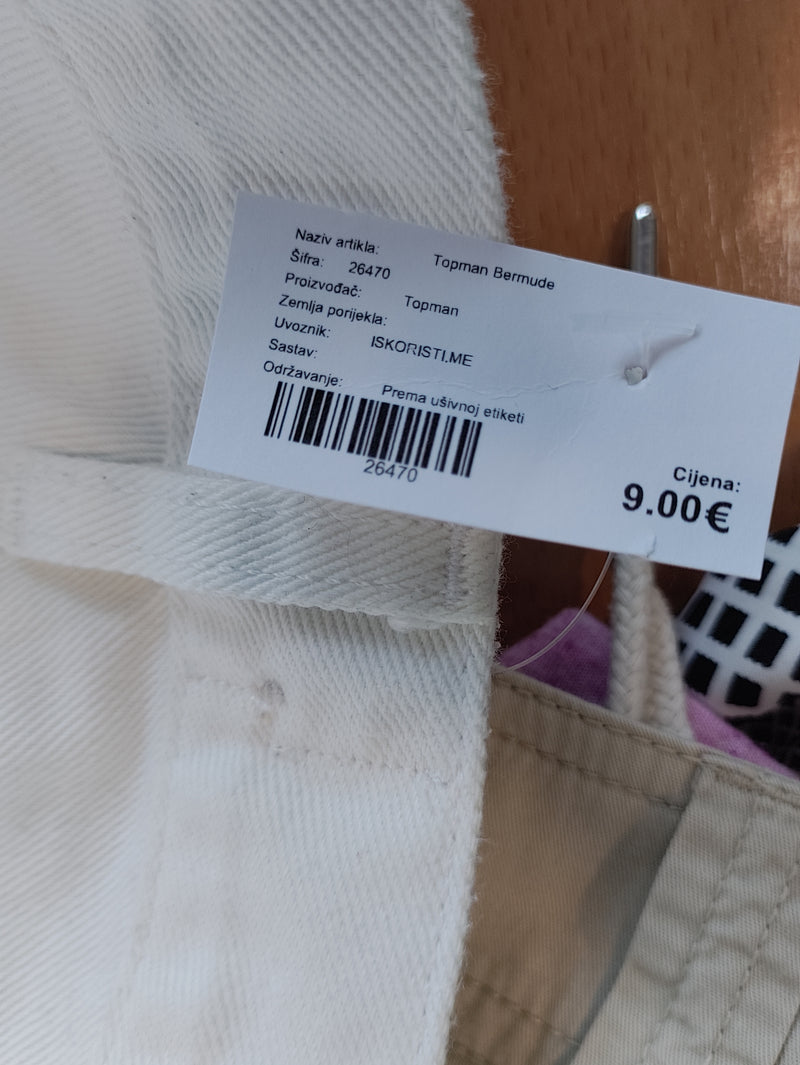 Naziv artikla: Topman Bermude
Šifra: 26470
Proizvođač: Topman
Zemlja porijekla:
Uvoznik: ISKORISTI.ME
Sastav:
Održavanje: Prema ušivnoj etiketi
26470
Cijena:
9.00€